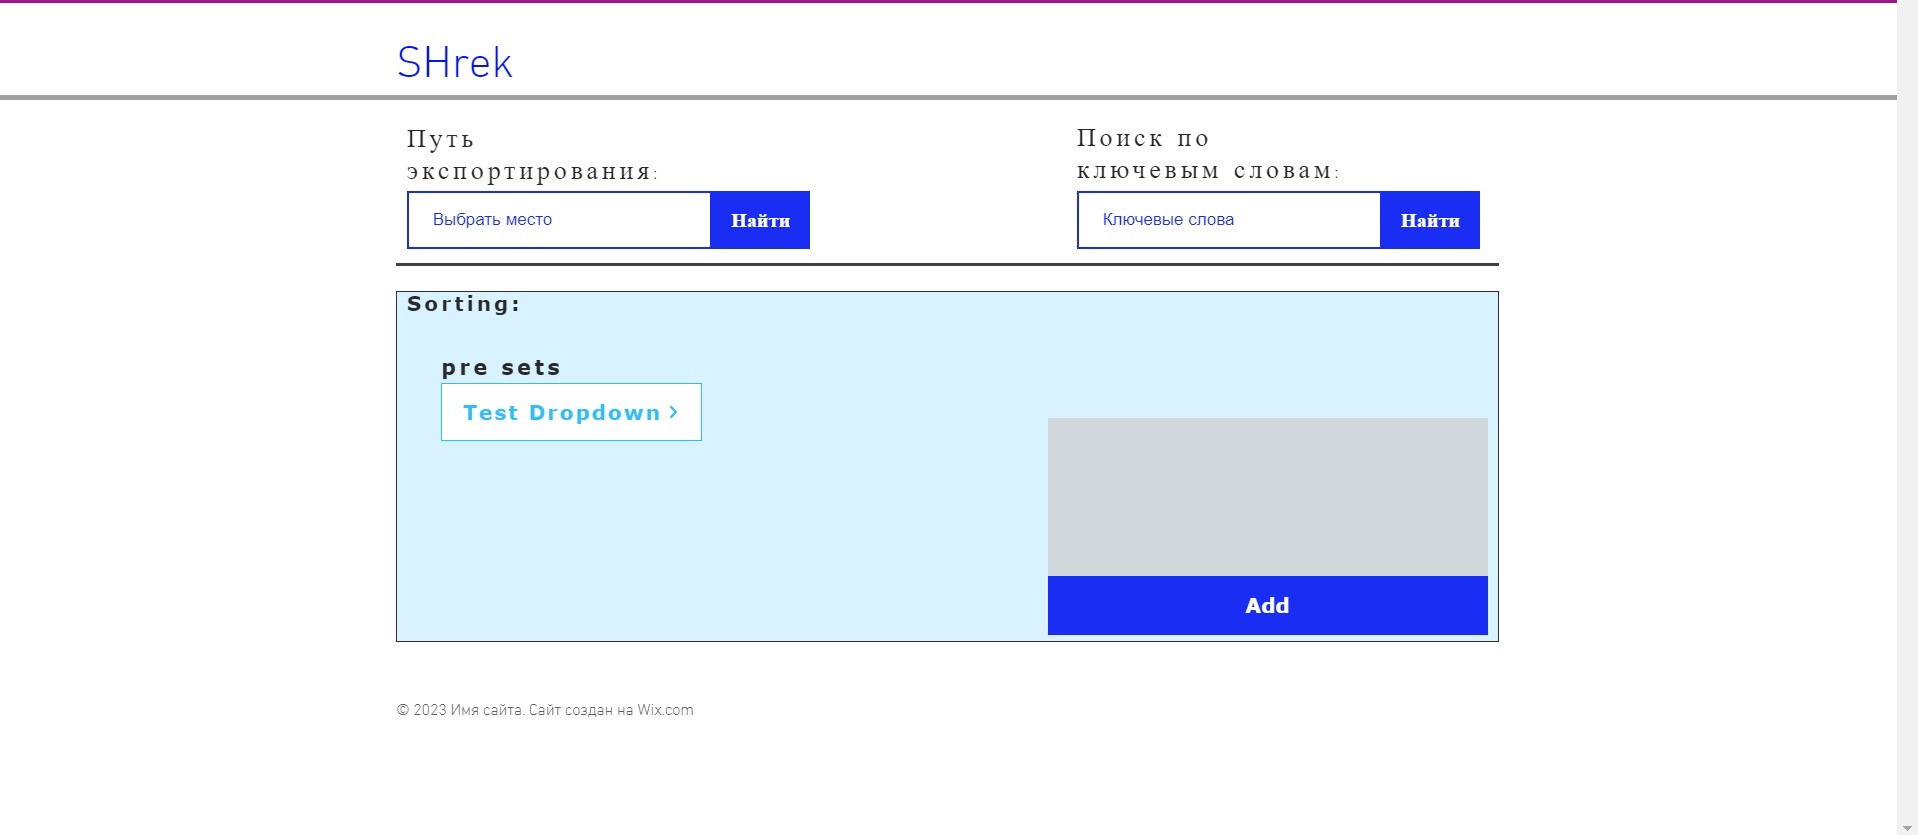 SHrek
Путь
экспортирования:
Поиск по
ключевым словам:
Выбрать место
Найти
Ключевые слова
Найти
Sorting:
pre sets
Test Dropdown
Add
© 2023 Имя сайта. Сайт создан на Wix.com